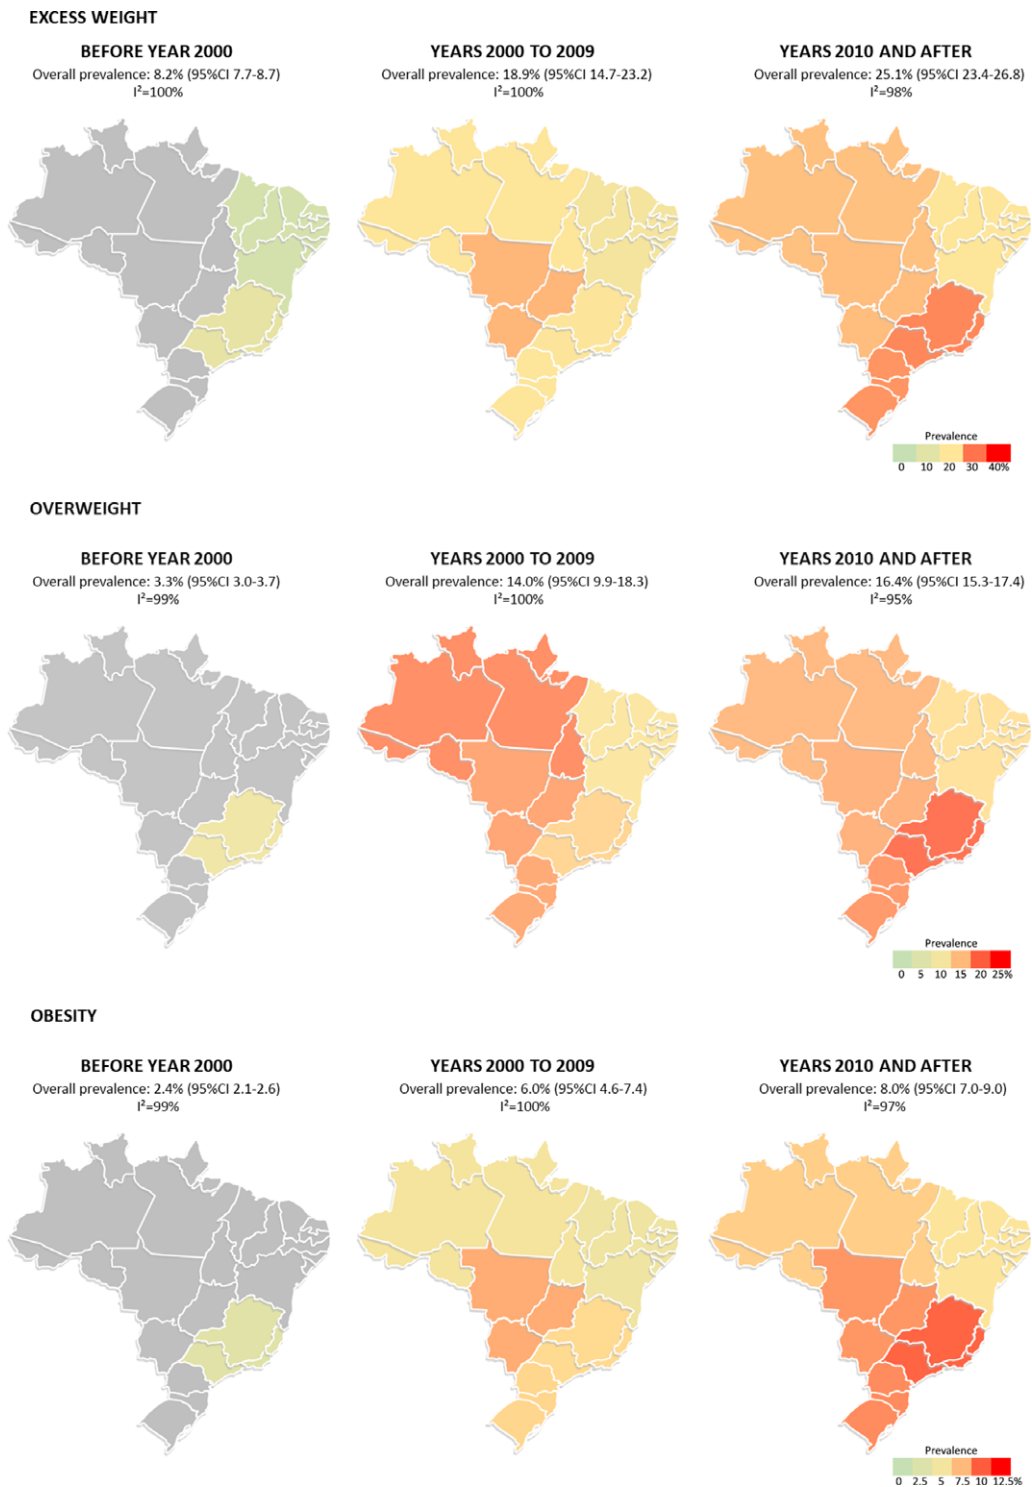 EXCESS WEIGHT
BEFORE YEAR 2000
Overall prevalence: 8.2% (95%CI 7.7-8.7)
I²=100%
YEARS 2000 TO 2009
Overall prevalence: 18.9% (95%CI 14.7-23.2)
I²=100%
YEARS 2010 AND AFTER
Overall prevalence: 25.1% (95%CI 23.4-26.8)
I²=98%
Prevalence
0 10 20 30 40%
OVERWEIGHT
BEFORE YEAR 2000
Overall prevalence: 3.3% (95%CI 3.0-3.7)
I²=99%
YEARS 2000 TO 2009
Overall prevalence: 14.0% (95%CI 9.9-18.3)
I²=100%
YEARS 2010 AND AFTER
Overall prevalence: 16.4% (95%CI 15.3-17.4)
I²=95%
Prevalence
0 5 10 15 20 25%
OBESITY
BEFORE YEAR 2000
Overall prevalence: 2.4% (95%CI 2.1-2.6)
I²=99%
YEARS 2000 TO 2009
Overall prevalence: 6.0% (95%CI 4.6-7.4)
I²=100%
YEARS 2010 AND AFTER
Overall prevalence: 8.0% (95%CI 7.0-9.0)
I²=97%
Prevalence
0 2.5 5 7.5 10 12.5%